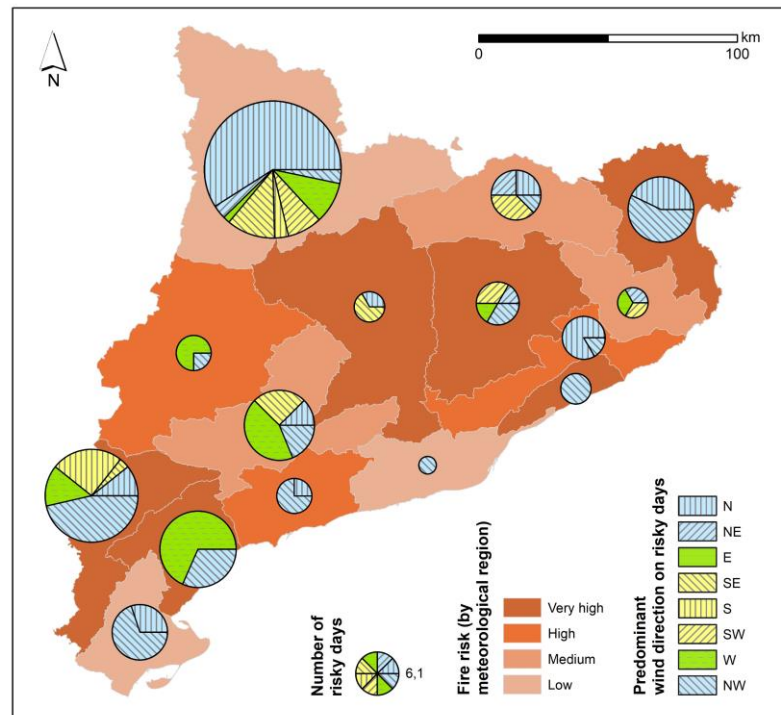 N
km
0
100
Number of
risky days
6,1
Fire risk (by
meteorological region)
Very high
High
Medium
Low
Predominant
wind direction on risky days
N
NE
E
SE
S
SW
W
NW